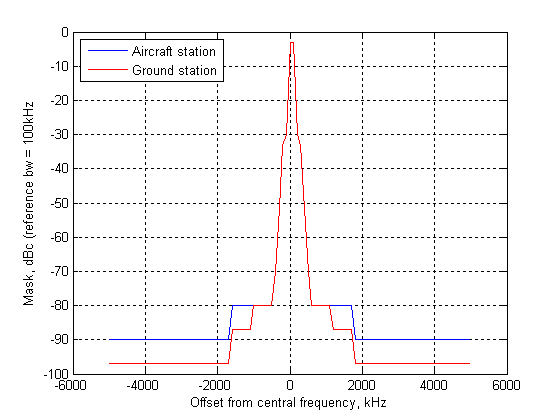 Aircraft station
Ground station
0
-10
-20
-30
-40
-50
-60
-70
-80
-90
-100
Mask, dBc (reference bw = 100kHz
-6000 -4000 -2000 0 2000 4000 6000
Offset from central frequency, kHz